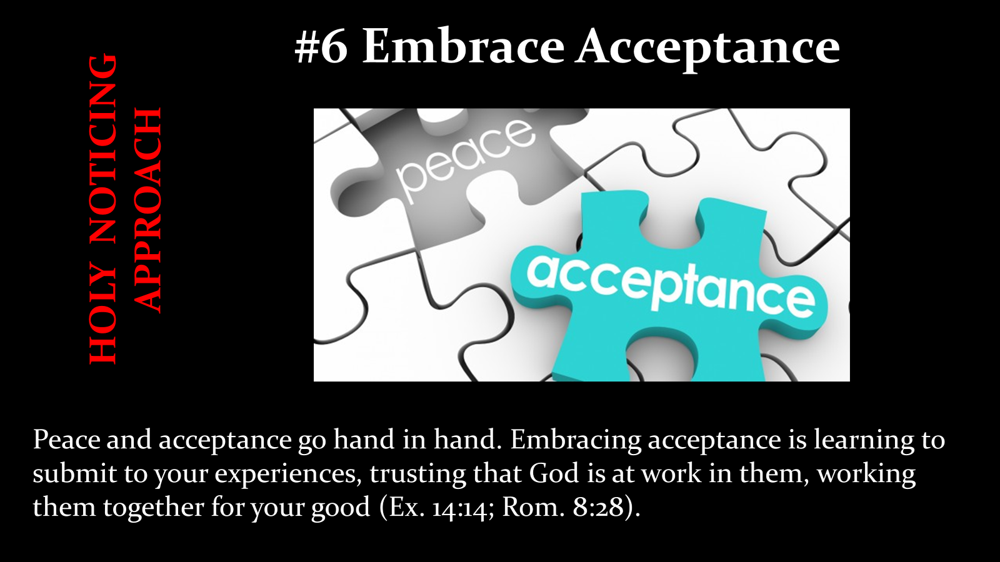 #6 Embrace Acceptance
HOLY NOTICING
APPROACH
peace
acceptance
Peace and acceptance go hand in hand. Embracing acceptance is learning to
submit to your experiences, trusting that God is at work in them, working
them together for your good (Ex. 14:14; Rom. 8:28).